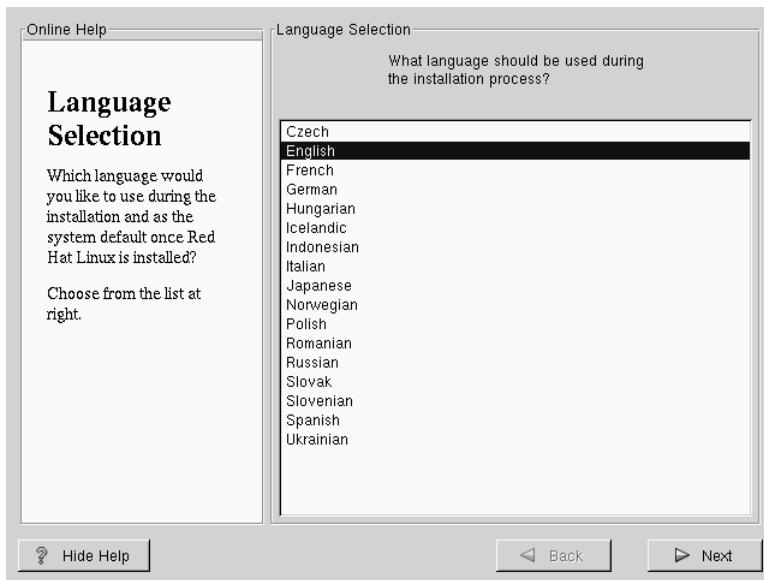 Online Help
Language
Selection
Which language would
you like to use during the
installation and as the
system default once Red
Hat Linux is installed?
Choose from the list at
right.
Language Selection
What language should be used during
the installation process?
Czech
English
French
German
Hungarian
Icelandic
Indonesian
Italian
Japanese
Norwegian
Polish
Romanian
Russian
Slovak
Slovenian
Spanish
Ukrainian
Hide Help
Back
Next